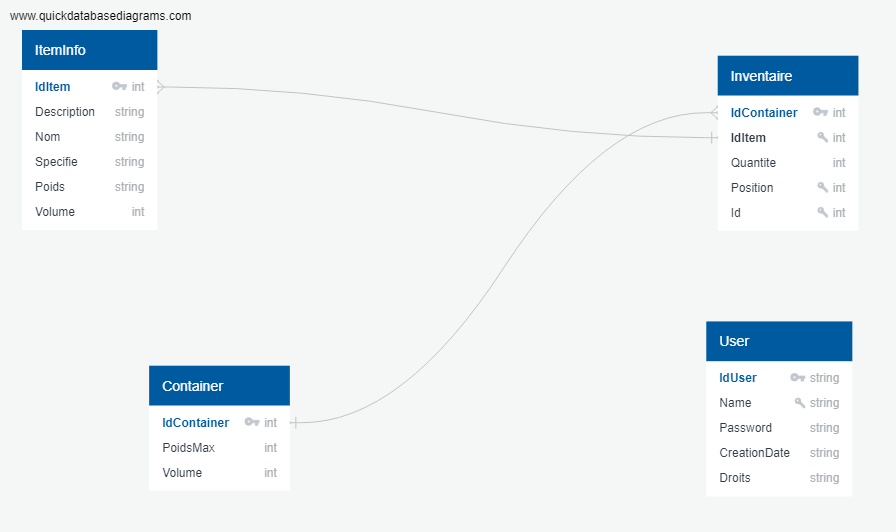 www.quickdatabasediagrams.com
ItemInfo
IdItem int
Description string
Nom string
Specifie string
Poids string
Volume int
Inventaire
IdContainer int
IdItem int
Quantite int
Position int
Id int
Container
IdContainer int
PoidsMax int
Volume int
User
IdUser string
Name string
Password string
CreationDate string
Droits string